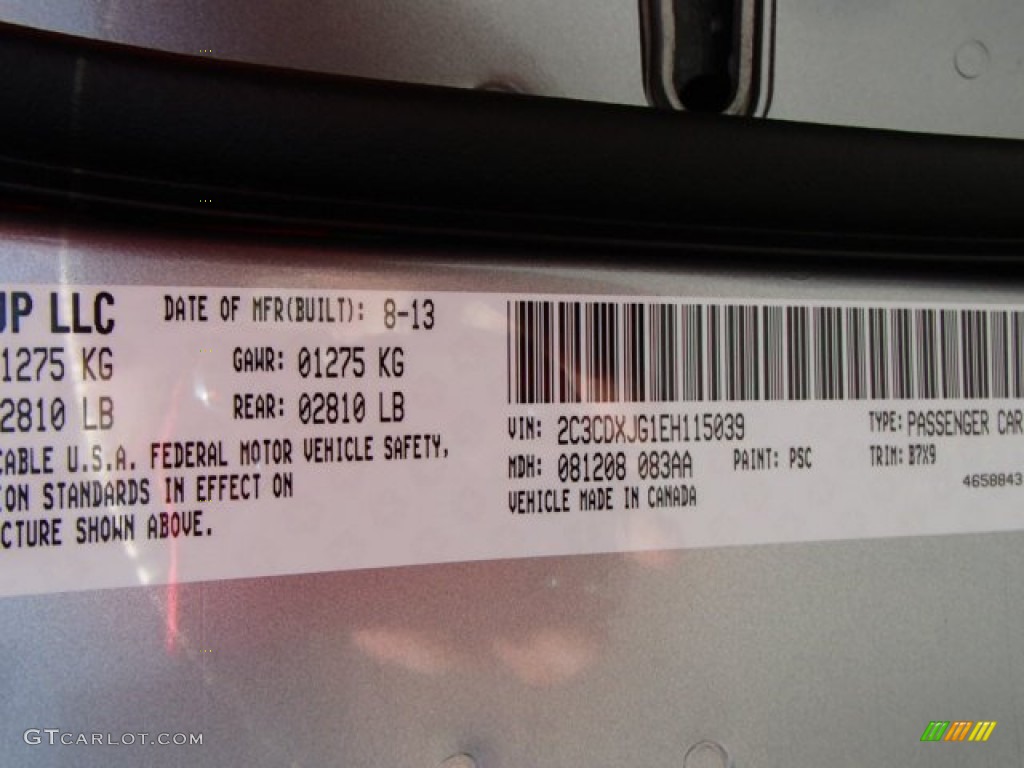 UP LLC DATE OF MFR(BUILT): 8-13
1275 KG GAWR: 01275 KG
2810 LB REAR: 02810 LB
CABLE U.S.A. FEDERAL MOTOR VEHICLE SAFETY,
ION STANDARDS IN EFFECT ON
CTURE SHOWN ABOVE.
VIN: 2C3CDXJG1EH115039 TYPE: PASSENGER CAR
MDH: 081208 083AA PAINT: PSC TRIM: B7X9
VEHICLE MADE IN CANADA 4658843
GTCARLOT.COM